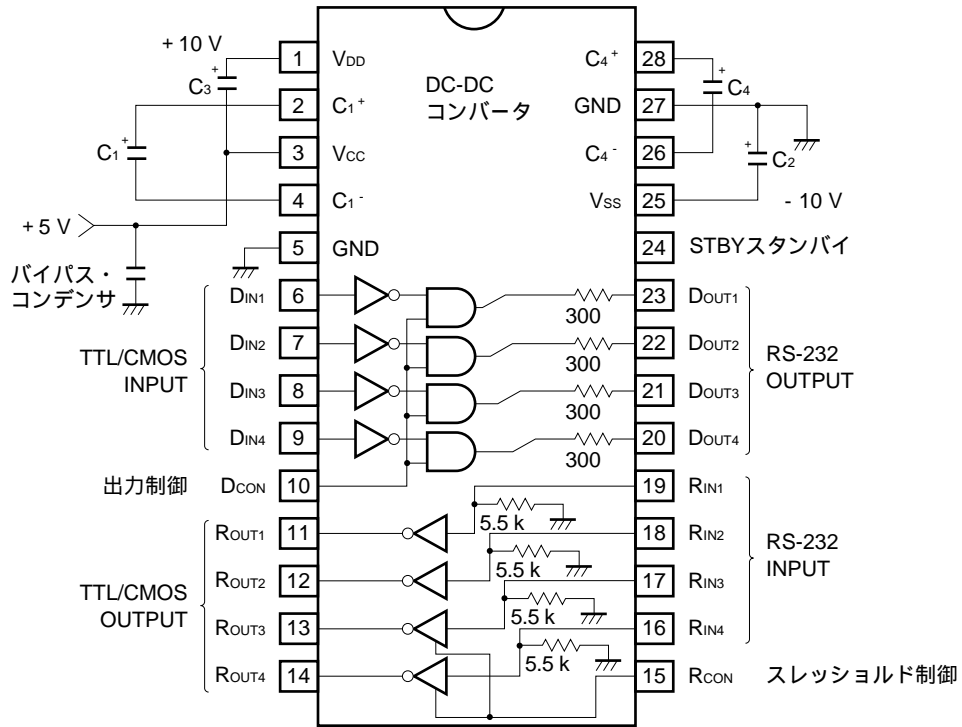 + 10 V
C3
+
C1
+
+ 5 V
バイパス・
コンデンサ
TTL/CMOS
INPUT
出力制御
TTL/CMOS
OUTPUT
1 VDD
2 C1+
3 VCC
4 C1-
5 GND
6 DIN1
7 DIN2
8 DIN3
9 DIN4
10 DCON
11 ROUT1
12 ROUT2
13 ROUT3
14 ROUT4
DC-DC
コンバータ
300
300
300
300
5.5 k
5.5 k
5.5 k
5.5 k
C4+ 28
GND 27
C4- 26
VSS 25
24 STBYスタンバイ
23 DOUT1
22 DOUT2
21 DOUT3
20 DOUT4
19 RIN1
18 RIN2
17 RIN3
16 RIN4
15 RCON スレッショルド制御
+
C4
+
C2
- 10 V
RS-232
OUTPUT
RS-232
INPUT